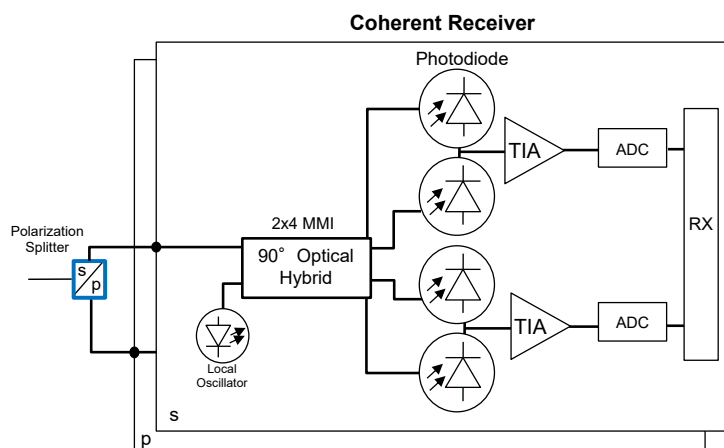 Coherent Receiver
Photodiode
TIA
ADC
2x4 MMI
Polarization
Splitter
90° Optical
Hybrid
RX
s
p
TIA
ADC
Local
Oscillator
s
p